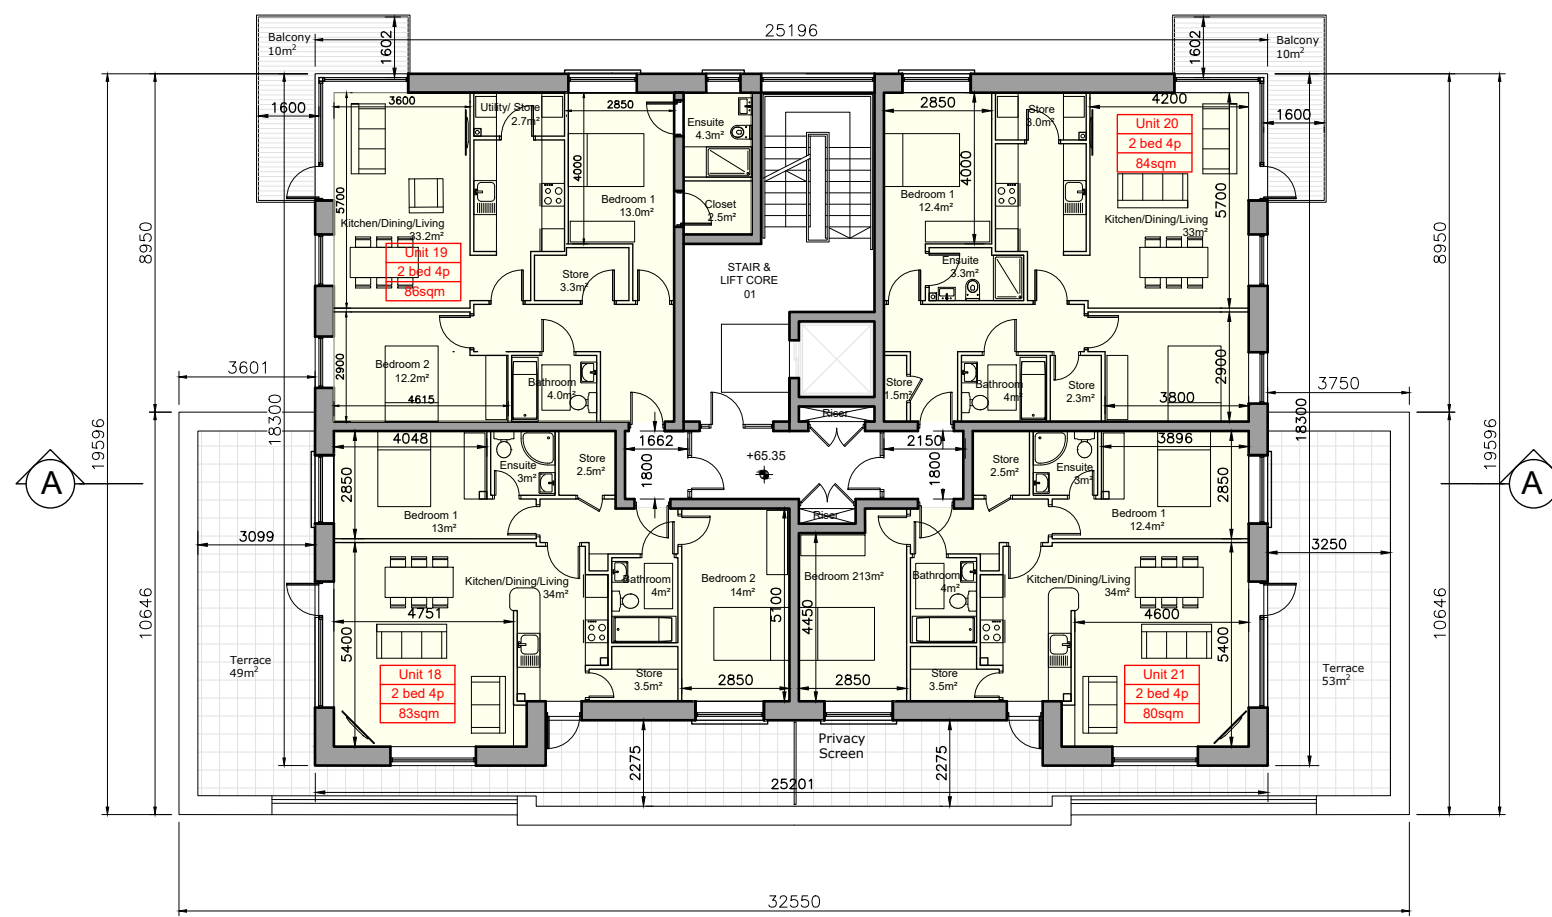 25196
Balcony
10m²
1602
1602
Balcony
10m²
1600
3600
Utility/ Store
2.7m²
2850
Ensuite
4.3m²
2850
Store
3.0m²
4200
Unit 20
2 bed 4p
84sqm
1600
4000
5700
Bedroom 1
13.0m²
Closet
2.5m²
4000
Bedroom 1
12.4m²
5700
Kitchen/Dining/Living
33.2m²
Kitchen/Dining/Living
33m²
Unit 19
2 bed 4p
86sqm
Store
3.3m²
STAIR &
LIFT CORE
01
Ensuite
3.3m²
8950
8950
3601
2900
Bedroom 2
12.2m²
4615
Bathroom
4.0m²
Store
1.5m²
Bathroom
4m²
Store
2.3m²
2900
3800
3750
18300
18300
19596
19596
Riser
4048
1662
2150
3896
2850
Ensuite
3m²
Store
2.5m²
1800
+65.35
1800
Store
2.5m²
Ensuite
3m²
2850
A
A
Bedroom 1
13m²
Riser
Bedroom 1
12.4m²
3099
3250
Kitchen/Dining/Living
34m²
Bathroom
4m²
Bedroom 2
14m²
5100
Bedroom 213m²
4450
Bathroom
4m²
Kitchen/Dining/Living
34m²
10646
10646
4751
4600
5400
5400
Terrace
49m²
Unit 18
2 bed 4p
83sqm
Store
3.5m²
2850
2850
Store
3.5m²
Unit 21
2 bed 4p
80sqm
Terrace
53m²
2275
Privacy
Screen
2275
25201
32550